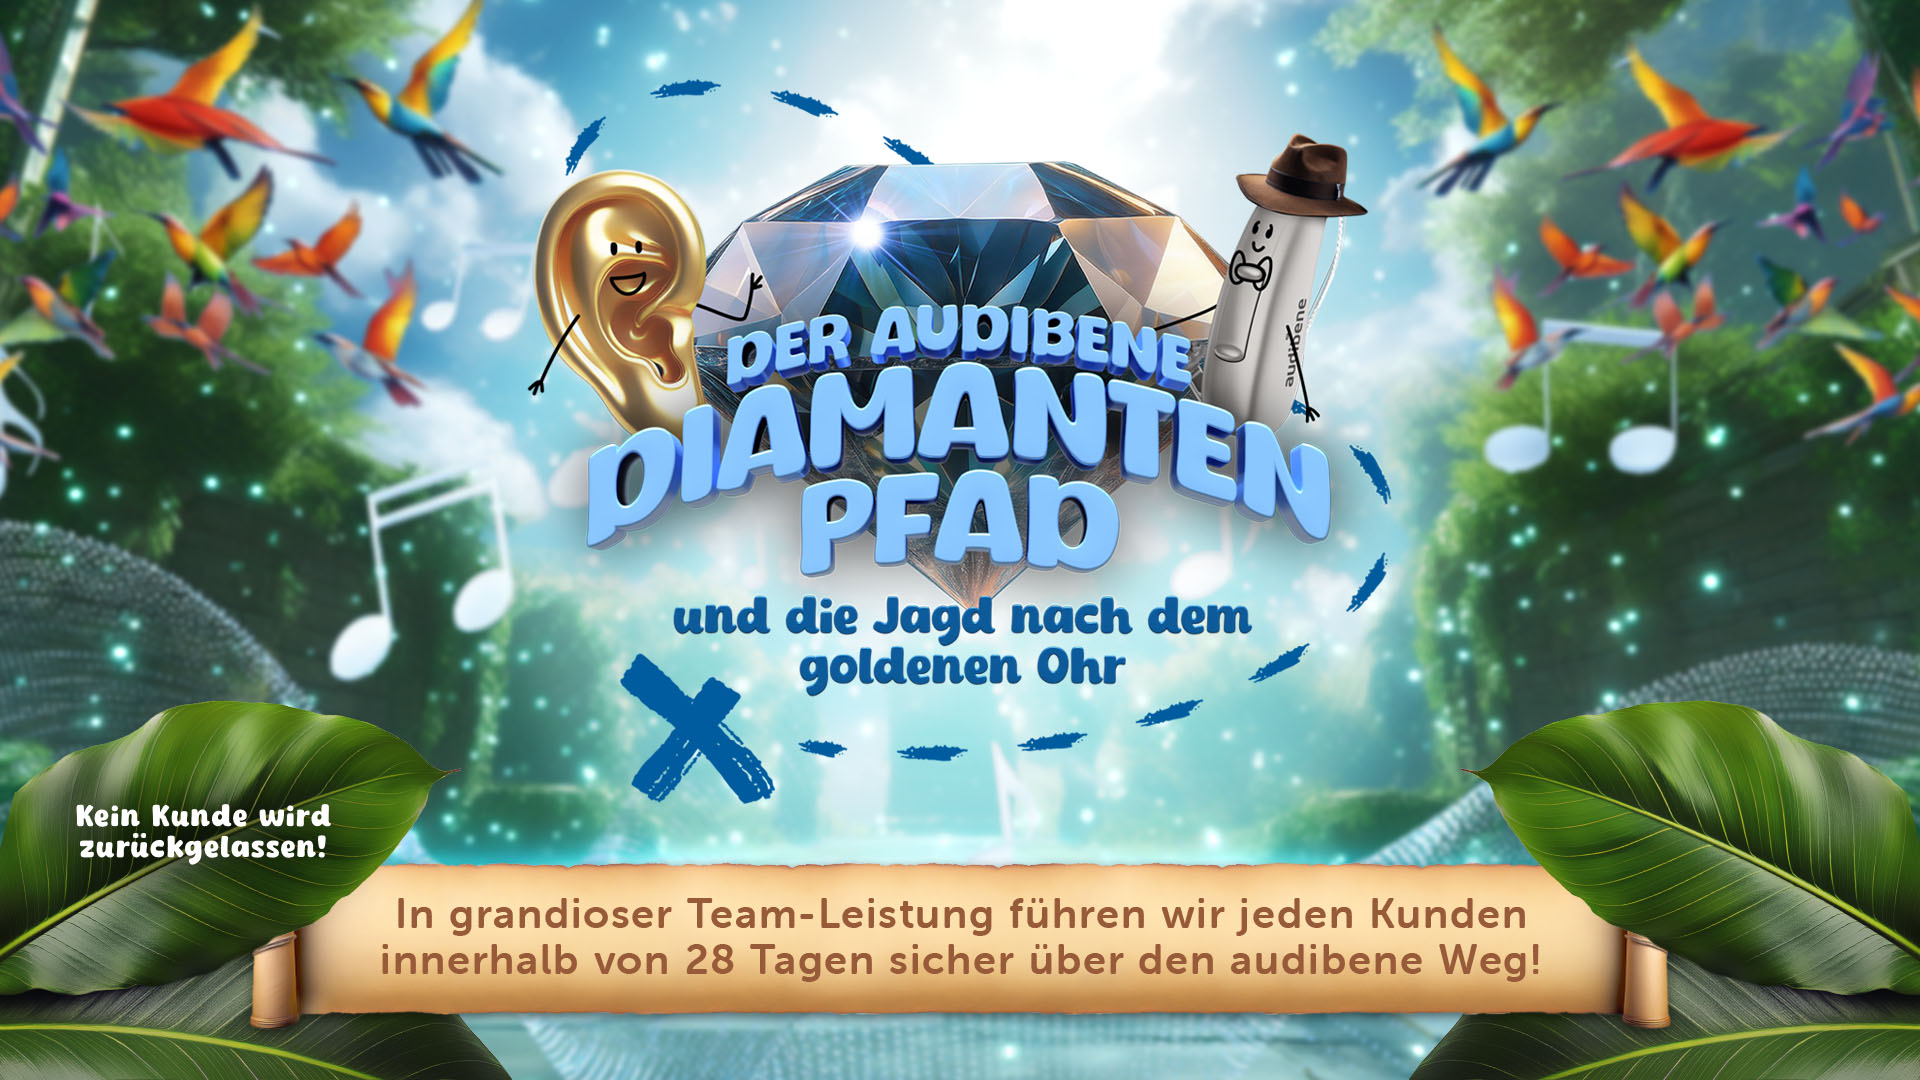 DER AUDIBENE
DIAMANTEN
PFAD
und die Jagd nach dem
goldenen Ohr
audibene
Kein Kunde wird
zurückgelassen!
In grandioser Team-Leistung führen wir jeden Kunden
innerhalb von 28 Tagen sicher über den audibene Weg!